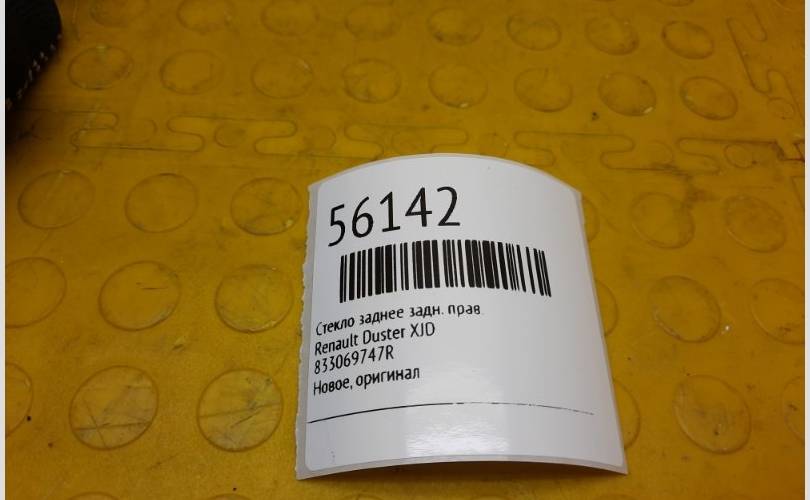 56142
Стекло заднее задн. прав.
Renault Duster XJD
833069747R
Новое, оригинал